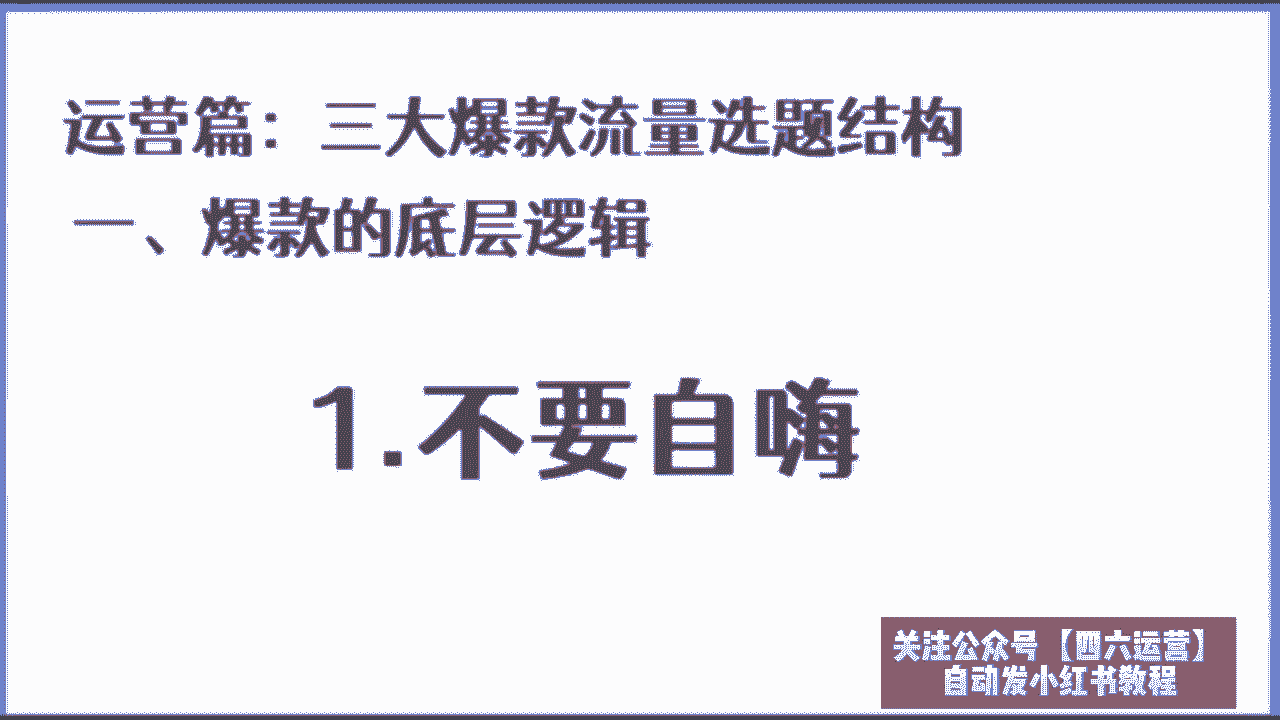 运营篇：三大爆款流量选题结构
一、爆款的底层逻辑
1.不要自嗨
关注公众号【四六运营】
自动发小红书教程